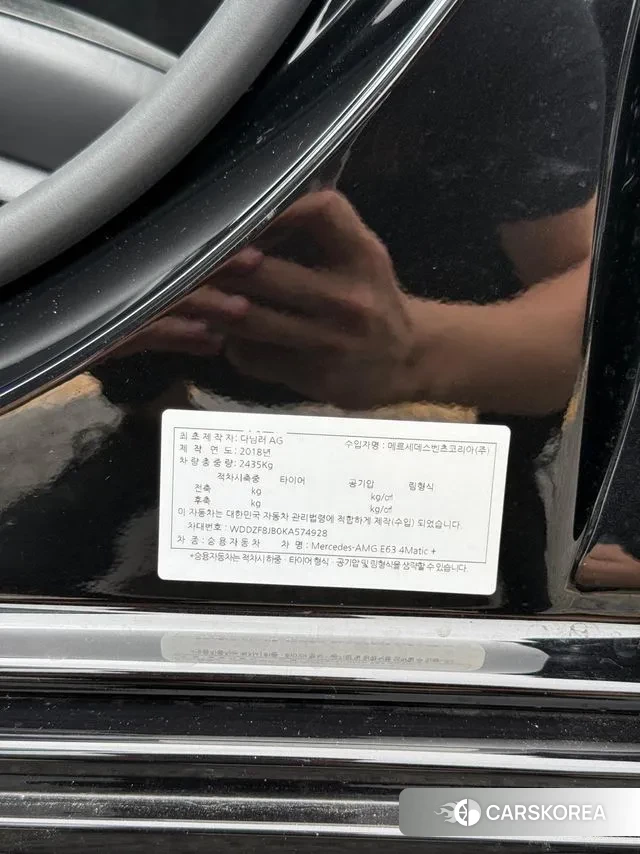 최 초 제 작 자 : 다임러 AG 수입자명 : 메르세데스벤츠코리아(주)
제 작 연 도 : 2018년
차 량 총 중 량 : 2435Kg
적차시축중 타이어 공기압 림형식
전축 kg kg/㎠
후축 kg kg/㎠
이 자동차는 대한민국 자동차 관리법령에 적합하게 제작(수입) 되었습니다.
차대번호 : WDDZF8JB0KA574928
차 종 : 승용자동차 차 명 : Mercedes-AMG E63 4Matic +
*승용자동차는 적차시 하중 · 타이어 형식 · 공기압 및 림형식을 생략할 수 있습니다.
CARSKOREA